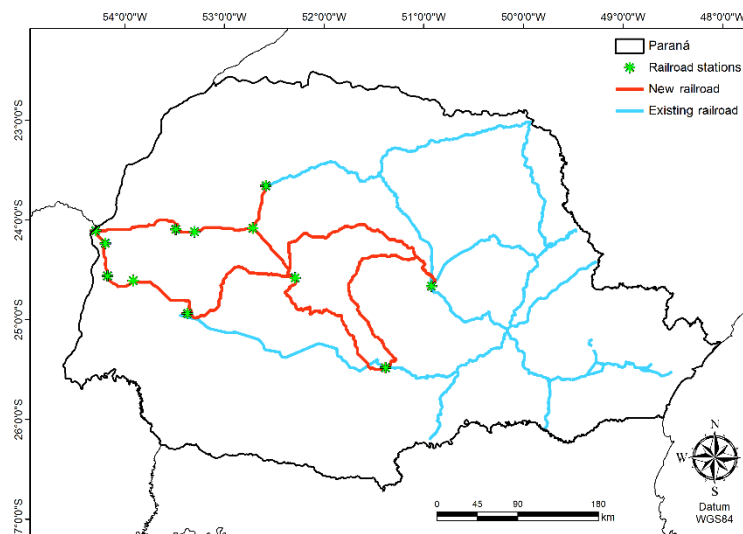 54°0'0"W 53°0'0"W 52°0'0"W 51°0'0"W 50°0'0"W 49°0'0"W 48°0'0"W
Paraná
Railroad stations
New railroad
Existing railroad
23°0'0"S
24°0'0"S
25°0'0"S
26°0'0"S
7°0'0"S
N
W E
S
Datum
WGS84
0 45 90 180
km